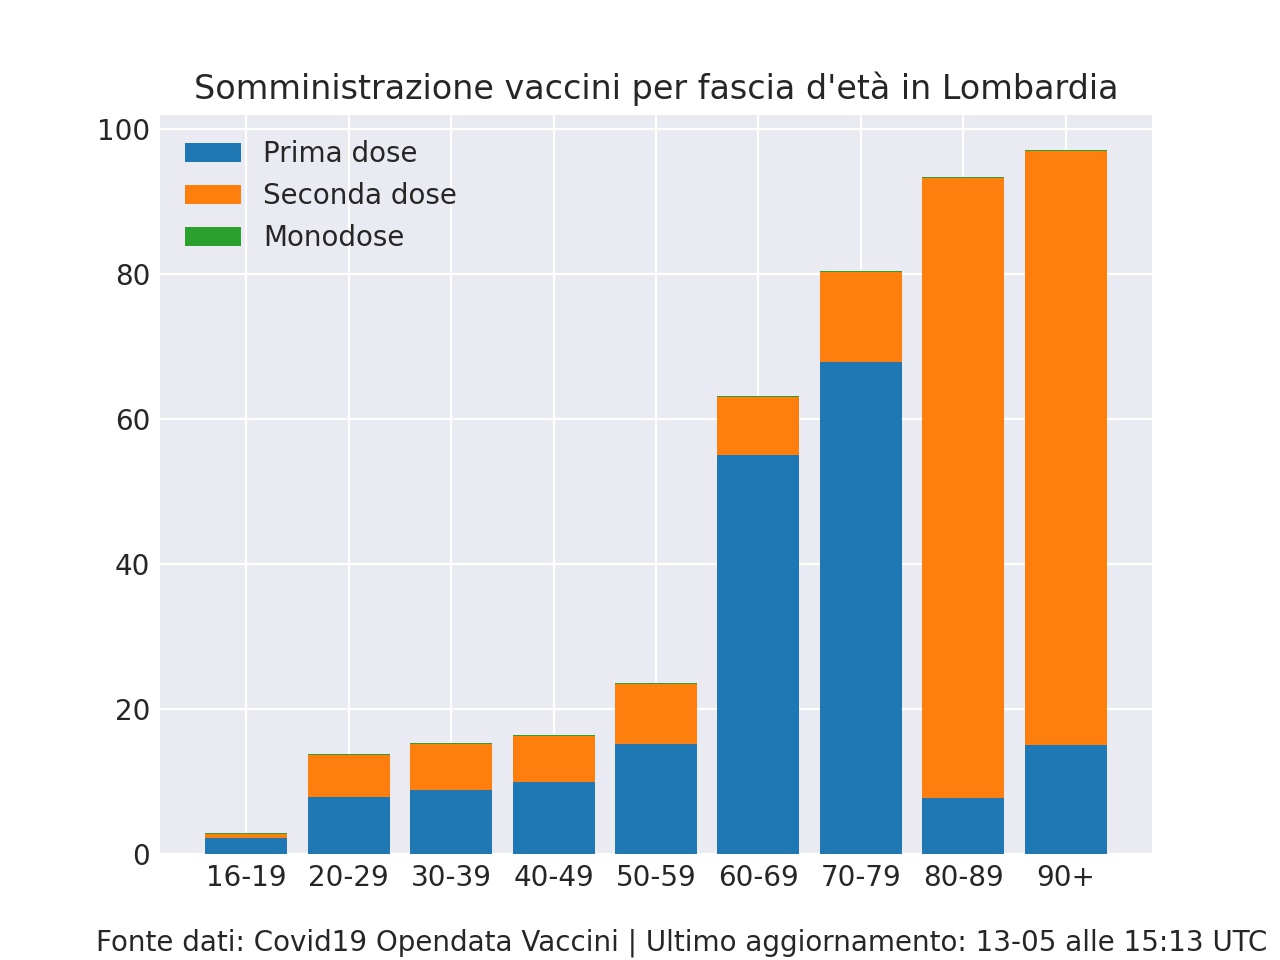 Somministrazione vaccini per fascia d'età in Lombardia
100
80
60
40
20
0
Prima dose
Seconda dose
Monodose
16-19 20-29 30-39 40-49 50-59 60-69 70-79 80-89 90+
Fonte dati: Covid19 Opendata Vaccini | Ultimo aggiornamento: 13-05 alle 15:13 UTC